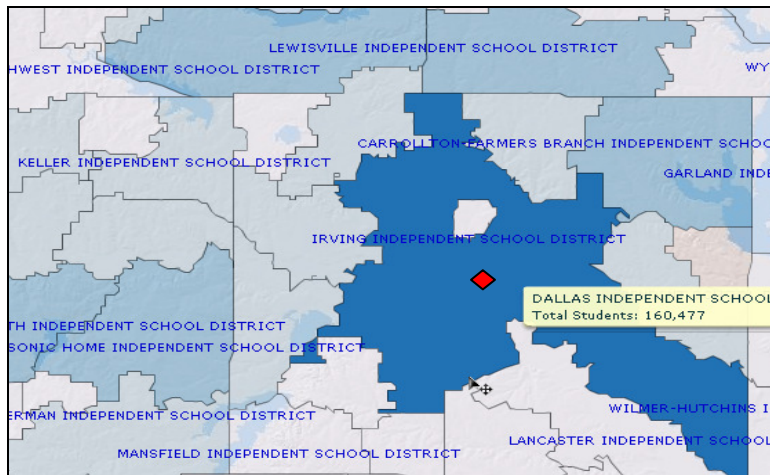 LEWISVILLE INDEPENDENT SCHOOL DISTRICT
WY
HWEST INDEPENDENT SCHOOL DISTRICT
CARROLLTON-FARMERS BRANCH INDEPENDENT SCHOO
KELLER INDEPENDENT SCHOOL DISTRICT
GARLAND INDE
IRVING INDEPENDENT SCHOOL DISTRICT
DALLAS INDEPENDENT SCHOOL
Total Students: 160,477
TH INDEPENDENT SCHOOL DISTRICT
SONIC HOME INDEPENDENT SCHOOL DISTRICT
WILMER-HUTCHINS I
ERMAN INDEPENDENT SCHOOL DISTRICT
LANCASTER INDEPENDENT SCHOOL
MANSFIELD INDEPENDENT SCHOOL DISTRICT